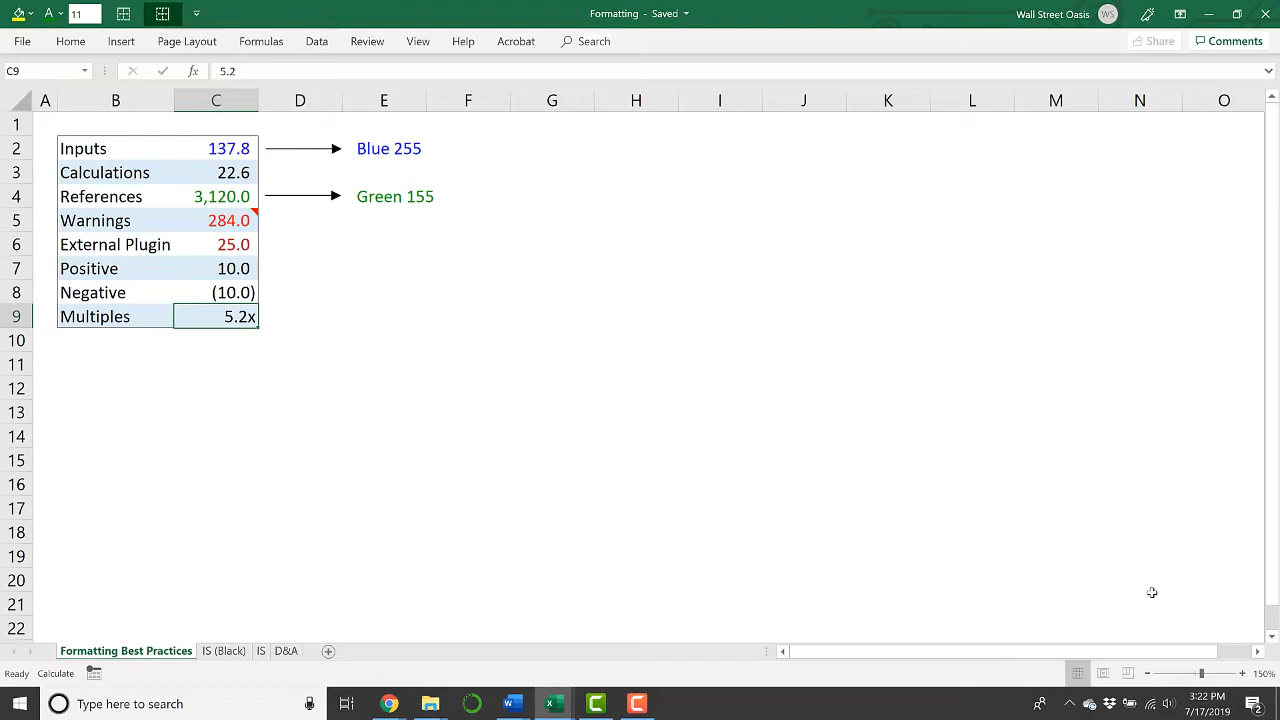 11
Formatting - Saved
Wall Street Oasis WS
File Home Insert Page Layout Formulas Data Review View Help Acrobat Search Share Comments
C9 fx 5.2
A B C D E F G H I J K L M N O
1
2 Inputs 137.8 Blue 255
3 Calculations 22.6
4 References 3,120.0 Green 155
5 Warnings 284.0
6 External Plugin 25.0
7 Positive 10.0
8 Negative (10.0)
9 Multiples 5.2x
10
11
12
13
14
15
16
17
18
19
20
21
22
Formatting Best Practices IS (Black) IS D&A
Ready Calculate 150%
Type here to search
3:22 PM
7/17/2019
2